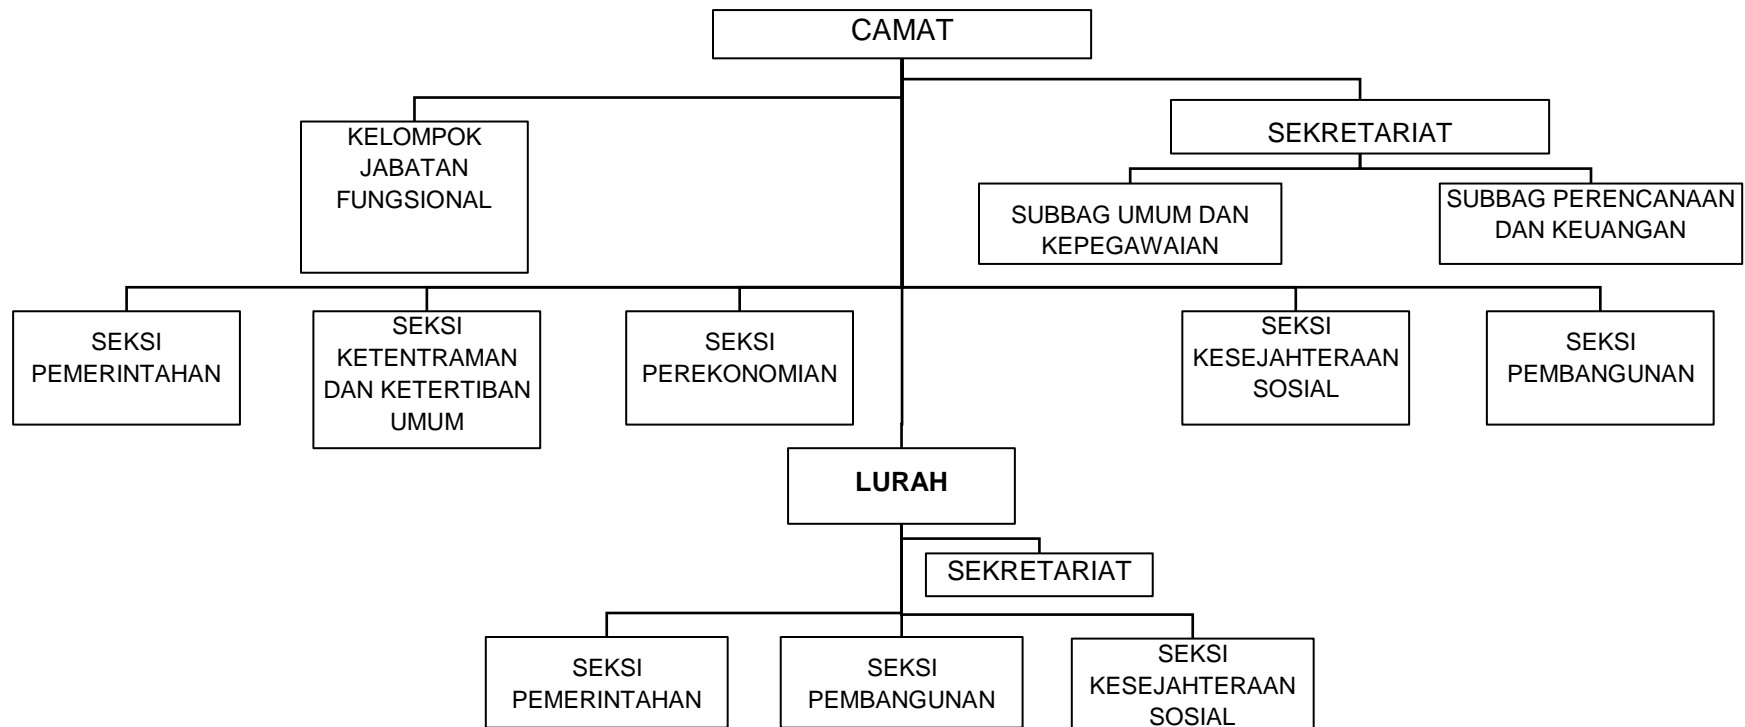 CAMAT
KELOMPOK
JABATAN
FUNGSIONAL
SEKRETARIAT
SUBBAG UMUM DAN
KEPEGAWAIAN
SUBBAG PERENCANAAN
DAN KEUANGAN
SEKSI
PEMERINTAHAN
SEKSI
KETENTRAMAN
DAN KETERTIBAN
UMUM
SEKSI
PEREKONOMIAN
SEKSI
KESEJAHTERAAN
SOSIAL
SEKSI
PEMBANGUNAN
LURAH
SEKRETARIAT
SEKSI
PEMERINTAHAN
SEKSI
PEMBANGUNAN
SEKSI
KESEJAHTERAAN
SOSIAL